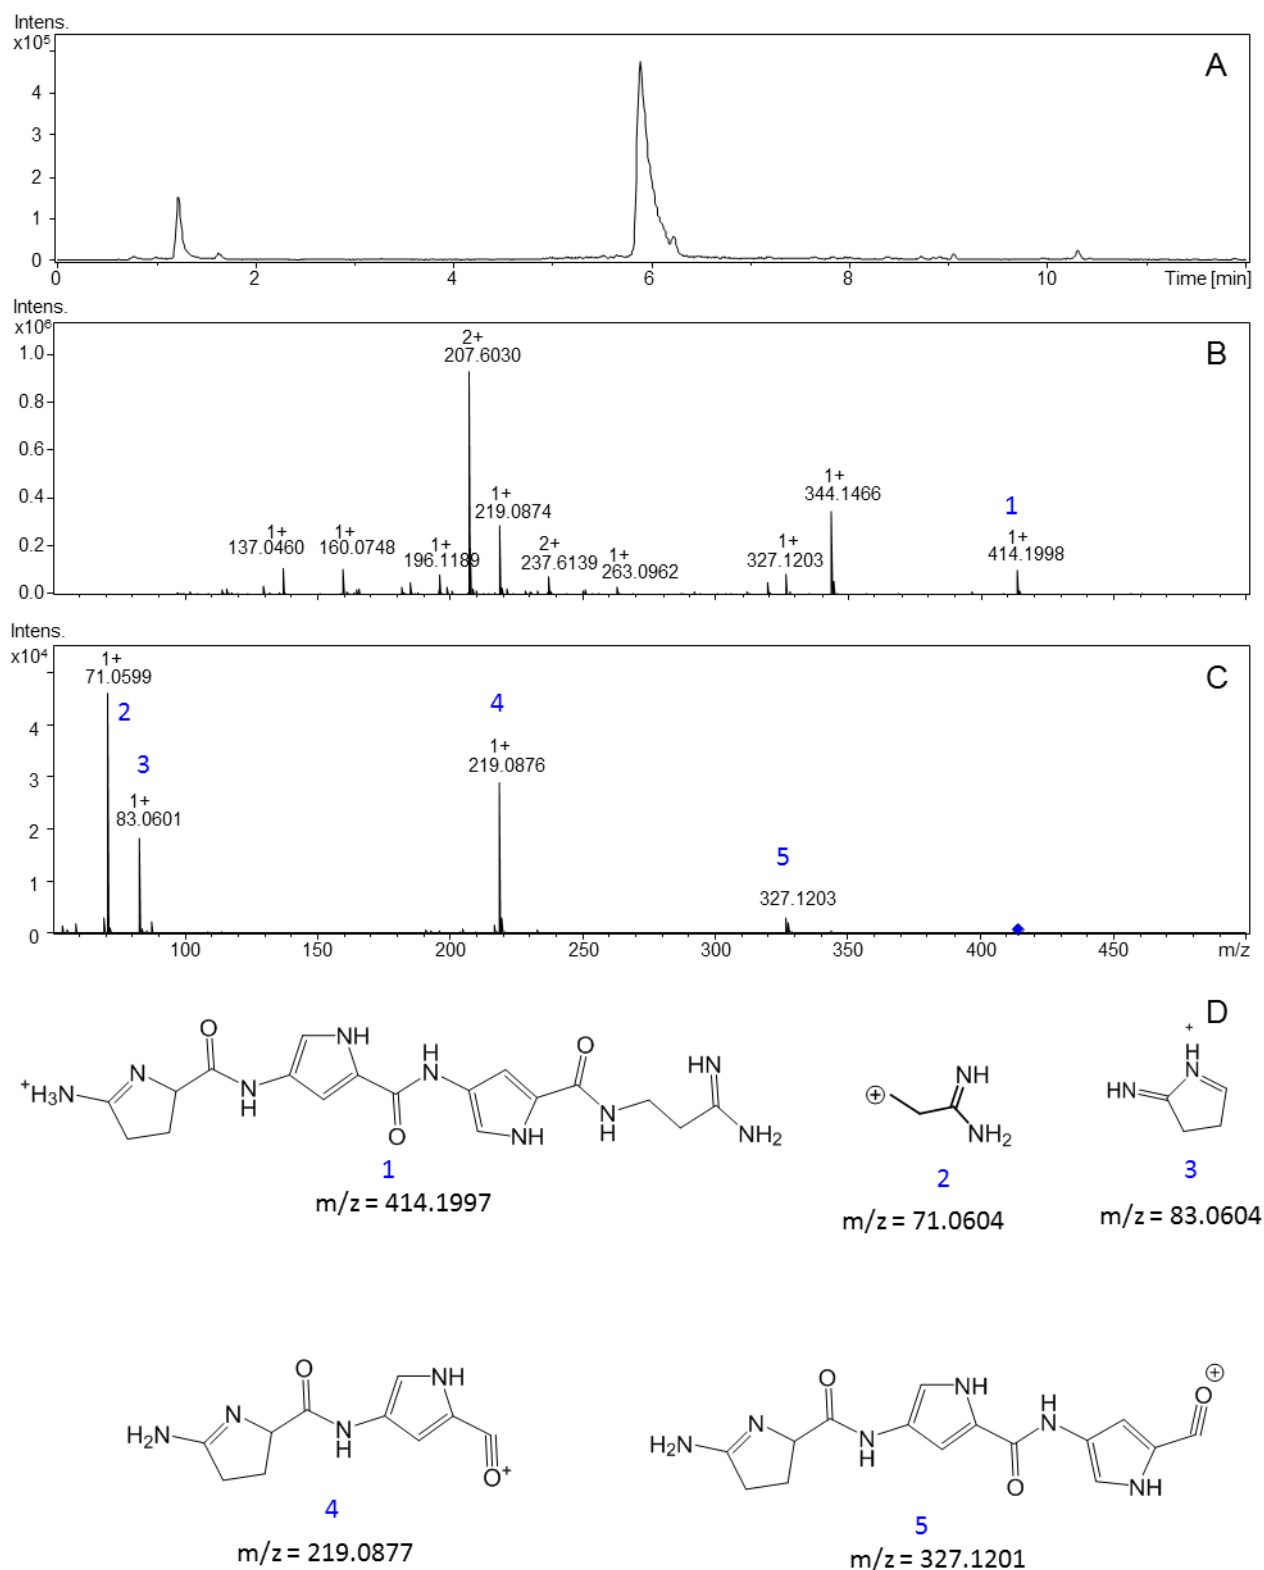 Intens.
x10⁵
A
4
3
2
1
0
0 2 4 6 8 10 Time [min]
Intens.
x10⁶
B
1.0
0.8
0.6
0.4
0.2
0.0
2+
207.6030
1+
219.0874
1+
344.1466
1
1+
137.0460
1+
160.0748
1+
196.1189
2+
237.6139
1+
263.0962
1+
327.1203
1+
414.1998
Intens.
x10⁴
C
4
3
2
1
0
1+
71.0599
2
3
1+
83.0601
4
1+
219.0876
5
327.1203
100 150 200 250 300 350 400 450 m/z
D
⁺H₃N
N
O
N
H
NH
O
H
N
NH
O
N
H
HN
NH₂
1
m/z = 414.1997
⊕
NH
NH₂
2
m/z = 71.0604
+
H
N
HN
3
m/z = 83.0604
H₂N
N
O
N
H
NH
O⁺
4
m/z = 219.0877
H₂N
N
O
N
H
NH
O
H
N
NH
⊕
O
5
m/z = 327.1201